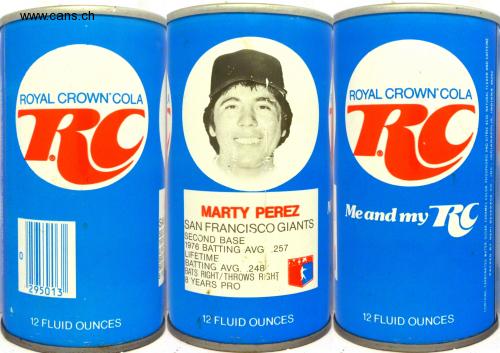 www.cans.ch
ROYAL CROWN COLA
RC
0
295013
12 FLUID OUNCES
MARTY PEREZ
SAN FRANCISCO GIANTS
SECOND BASE
1976 BATTING AVG .257
LIFETIME
BATTING AVG. .248
BATS RIGHT/THROWS RIGHT
8 YEARS PRO
12 FLUID OUNCES
ROYAL CROWN COLA
RC
Me and my RC
12 FLUID OUNCES